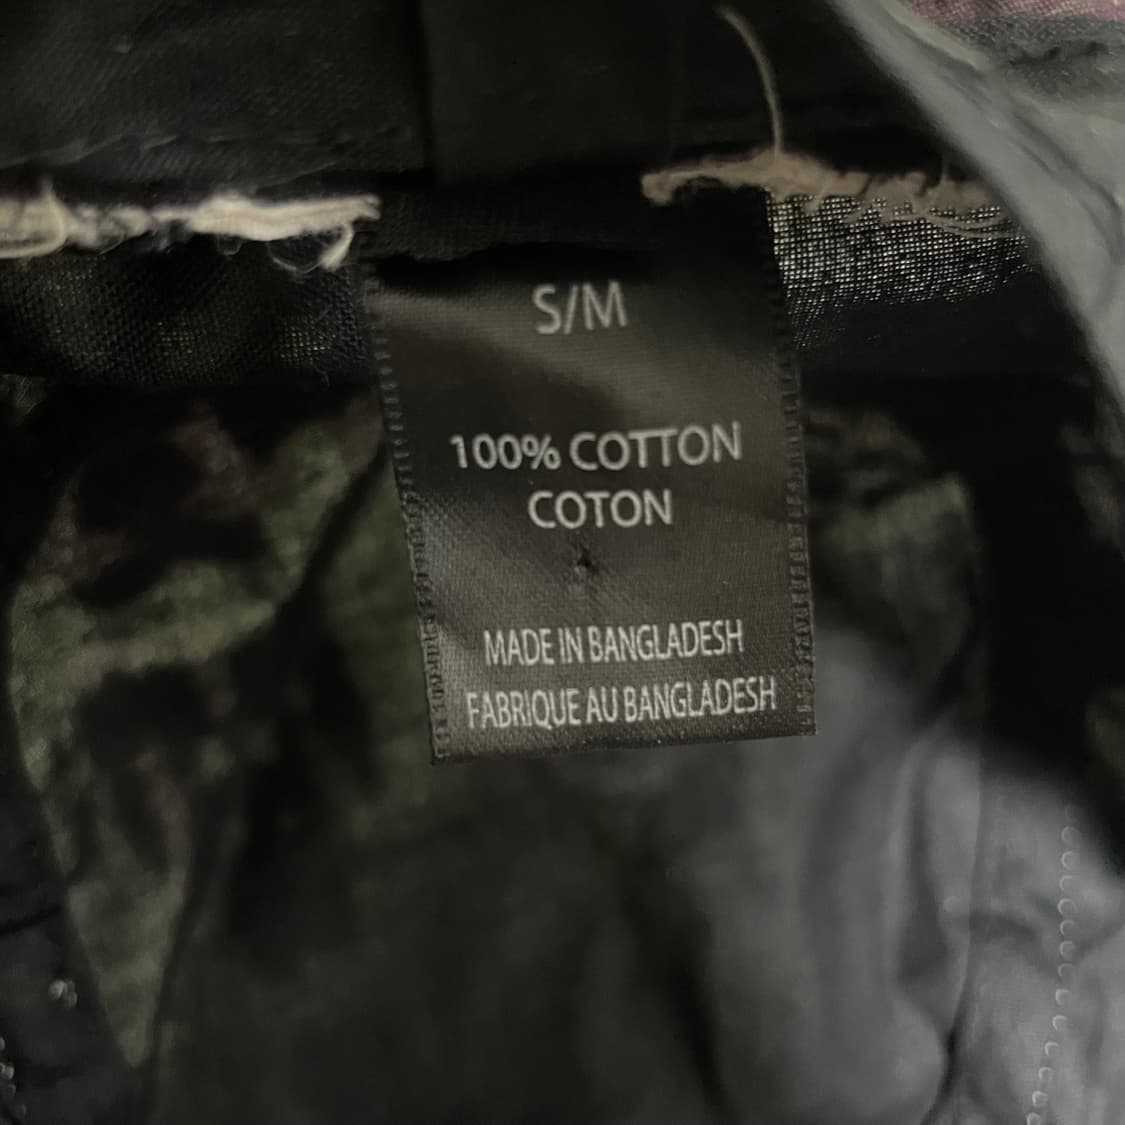 S/M
100% COTTON
COTON
MADE IN BANGLADESH
FABRIQUE AU BANGLADESH